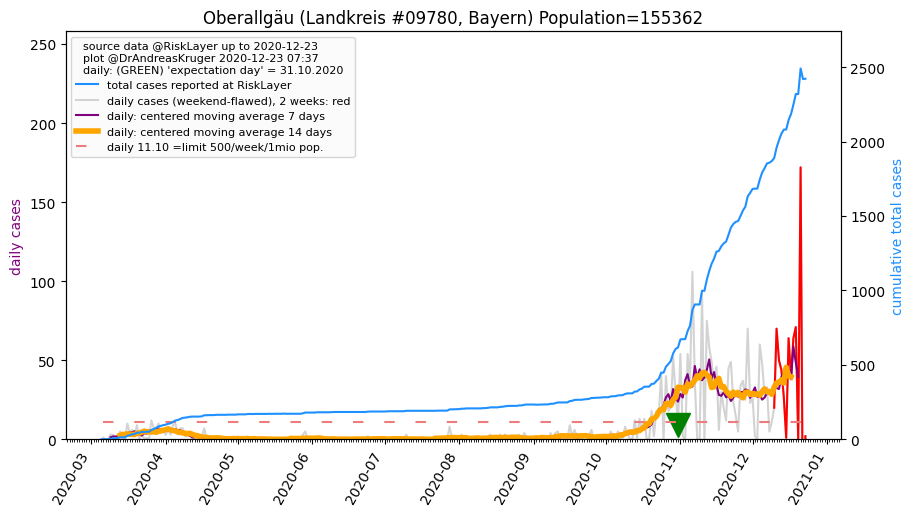 Oberallgäu (Landkreis #09780, Bayern) Population=155362
source data @RiskLayer up to 2020-12-23
plot @DrAndreasKruger 2020-12-23 07:37
daily: (GREEN) 'expectation day' = 31.10.2020
total cases reported at RiskLayer
daily cases (weekend-flawed), 2 weeks: red
daily: centered moving average 7 days
daily: centered moving average 14 days
daily 11.10 =limit 500/week/1mio pop.
daily cases
250
200
150
100
50
0
cumulative total cases
2500
2000
1500
1000
500
0
2020-03
2020-04
2020-05
2020-06
2020-07
2020-08
2020-09
2020-10
2020-11
2020-12
2021-01